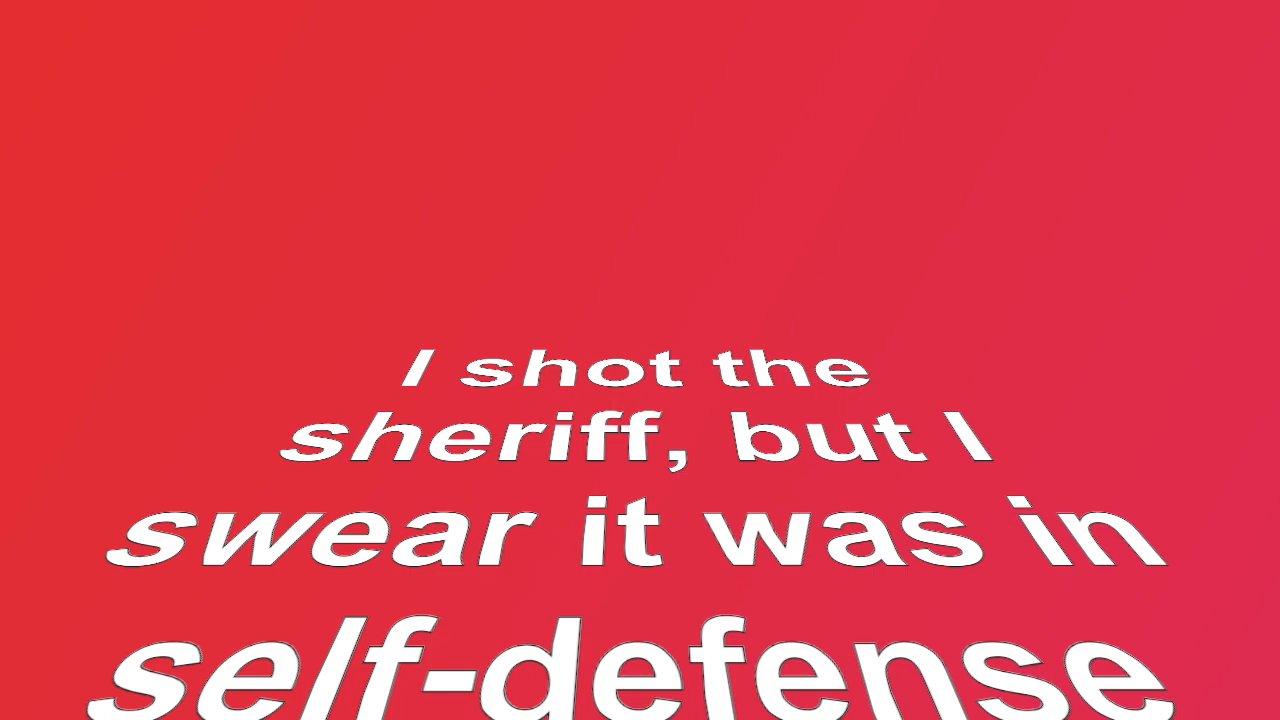 I shot the
sheriff, but I
swear it was in
self-defense